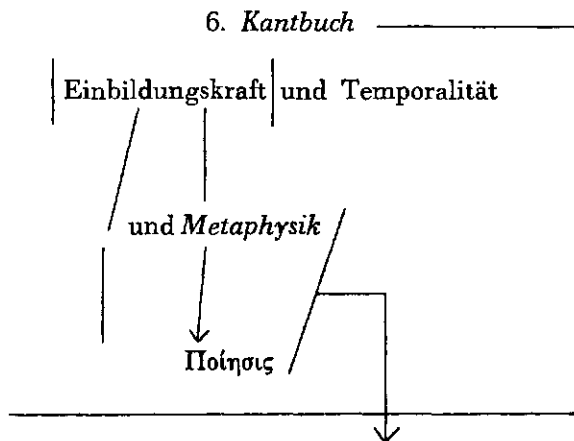 6. Kantbuch
Einbildungskraft und Temporalität
und Metaphysik
Ποίησις